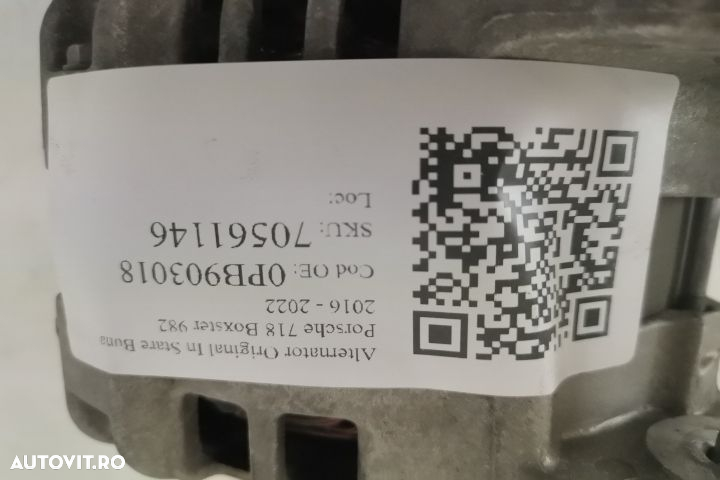 Alternator Original In Stare Buna
Porsche 718 Boxster 982
2016 - 2022
Cod OE: 0PB903018
SKU: 70561146
Loc:
AUTOVIT.RO